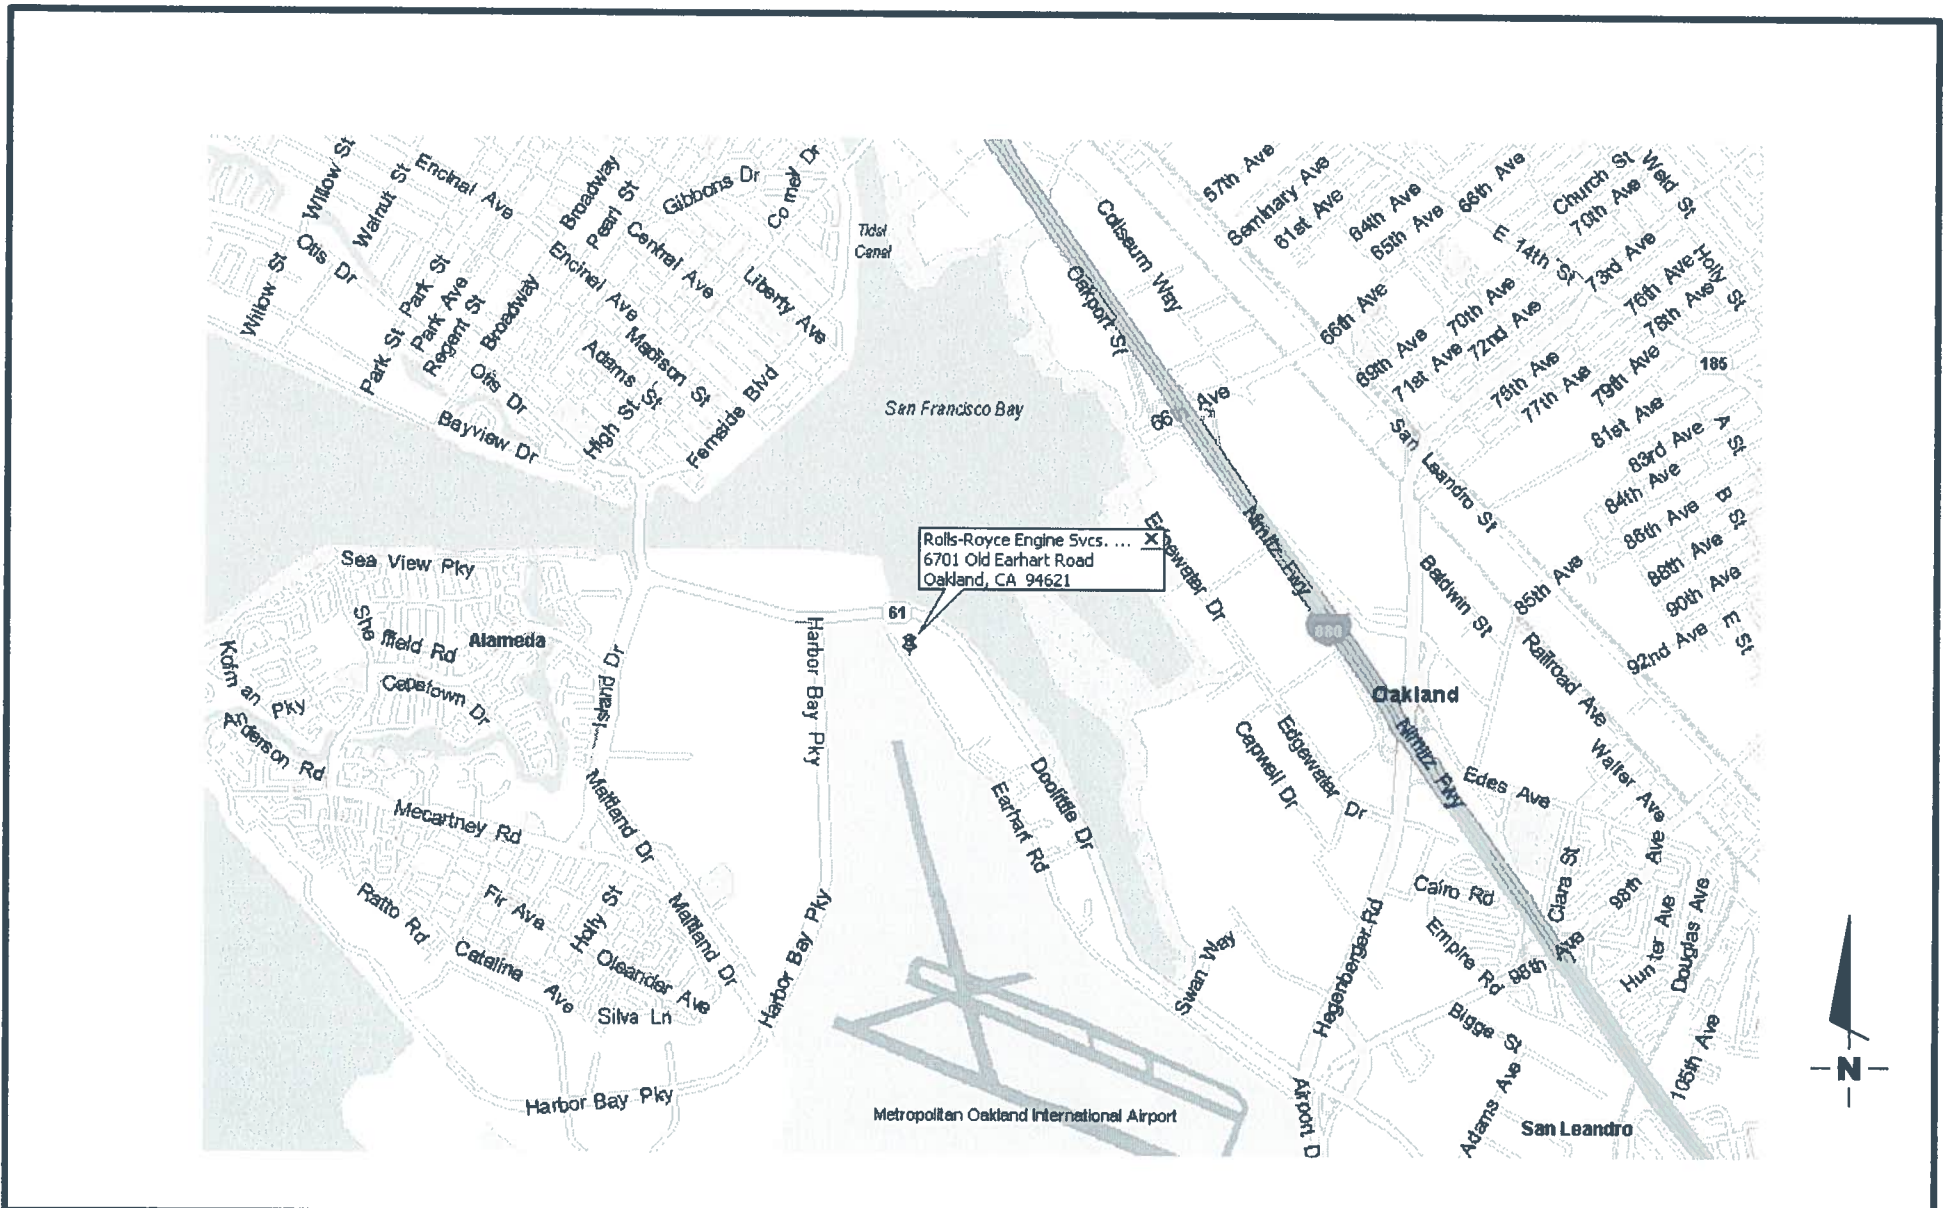 Willow St
Walnut St
Encinal Ave
Broadway
Pearl St
Gibbons Dr
Cornell Dr
Otis Dr
Willow St
Park St
Park Ave
Regent St
Park St
Broadway
Encinal Ave
Central Ave
Liberty Ave
Madison St
Adams St
High St
Otis Dr
Bayview Dr
Fernside Blvd
Tidal
Canal
San Francisco Bay
Coliseum Way
Oakport St
57th Ave
Seminary Ave
81st Ave
64th Ave
65th Ave
66th Ave
Church St
70th Ave
Weld St
E 14th St
73rd Ave
76th Ave
78th Ave
Holly St
66th Ave
69th Ave
70th Ave
71st Ave
72nd Ave
75th Ave
77th Ave
79th Ave
185
81st Ave
83rd Ave
84th Ave
A St
86th Ave
B St
88th Ave
90th Ave
92nd Ave
E St
85th Ave
San Leandro St
66 Ave
Nimitz Fwy
Edgewater Dr
Rolls-Royce Engine Svcs. ...
6701 Old Earhart Road
Oakland, CA 94621
61
880
Baldwin St
Railroad Ave
Oakland
Nimitz Fwy
Edes Ave
Walter Ave
Sea View Pky
Sheffield Rd
Alameda
Capetown Dr
Kofman Pky
Anderson Rd
Island Dr
Harbor Bay Pky
Mecartney Rd
Maitland Dr
Ratto Rd
Fir Ave
Holly St
Maitland Dr
Catalina Ave
Oleander Ave
Silva Ln
Harbor Bay Pky
Harbor Bay Pky
Earhart Rd
Doolittle Dr
Capwell Dr
Edgewater Dr
Swan Way
Hegenberger Rd
Cairo Rd
Empire Rd
98th Ave
Clara St
98th Ave
Hunter Ave
Douglas Ave
Bigge St
Adams Ave
105th Ave
Airport D
San Leandro
Metropolitan Oakland International Airport
N